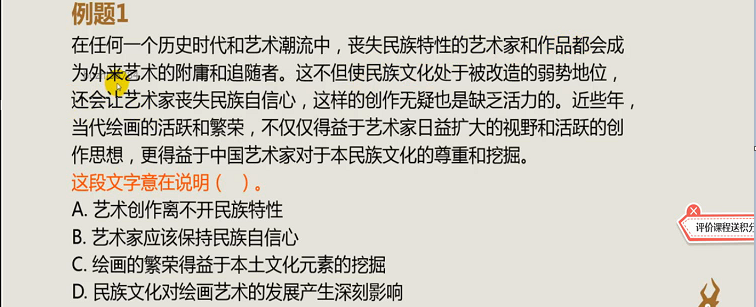 例题1
在任何一个历史时代和艺术潮流中，丧失民族特性的艺术家和作品都会成
为外来艺术的附庸和追随者。这不但使民族文化处于被改造的弱势地位，
还会让艺术家丧失民族自信心，这样的创作无疑也是缺乏活力的。近些年，
当代绘画的活跃和繁荣，不仅仅得益于艺术家日益扩大的视野和活跃的创
作思想，更得益于中国艺术家对于本民族文化的尊重和挖掘。
这段文字意在说明（　）。
A. 艺术创作离不开民族特性
B. 艺术家应该保持民族自信心
评价课程送积分
C. 绘画的繁荣得益于本土文化元素的挖掘
D. 民族文化对绘画艺术的发展产生深刻影响